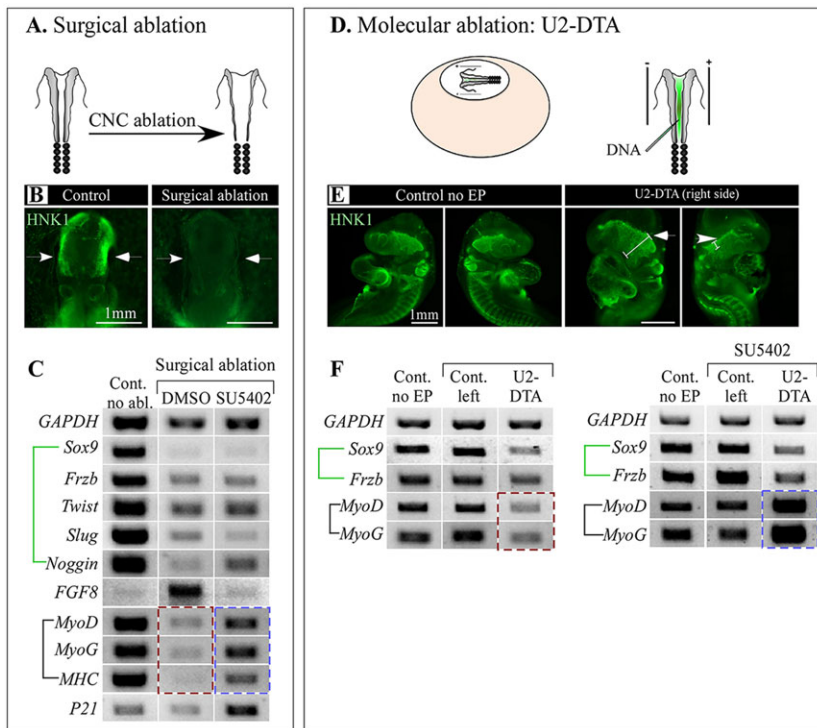 A. Surgical ablation
CNC ablation
B
Control
Surgical ablation
HNK1
1mm
C
Surgical ablation
Cont.
no abl.
DMSO
SU5402
GAPDH
Sox9
Frzb
Twist
Slug
Noggin
FGF8
MyoD
MyoG
MHC
P21
D. Molecular ablation: U2-DTA
- +
+
DNA
E
Control no EP
U2-DTA (right side)
HNK1
1mm
F
Cont.
no EP
Cont.
left
U2-
DTA
GAPDH
Sox9
Frzb
MyoD
MyoG
SU5402
Cont.
no EP
Cont.
left
U2-
DTA
GAPDH
Sox9
Frzb
MyoD
MyoG